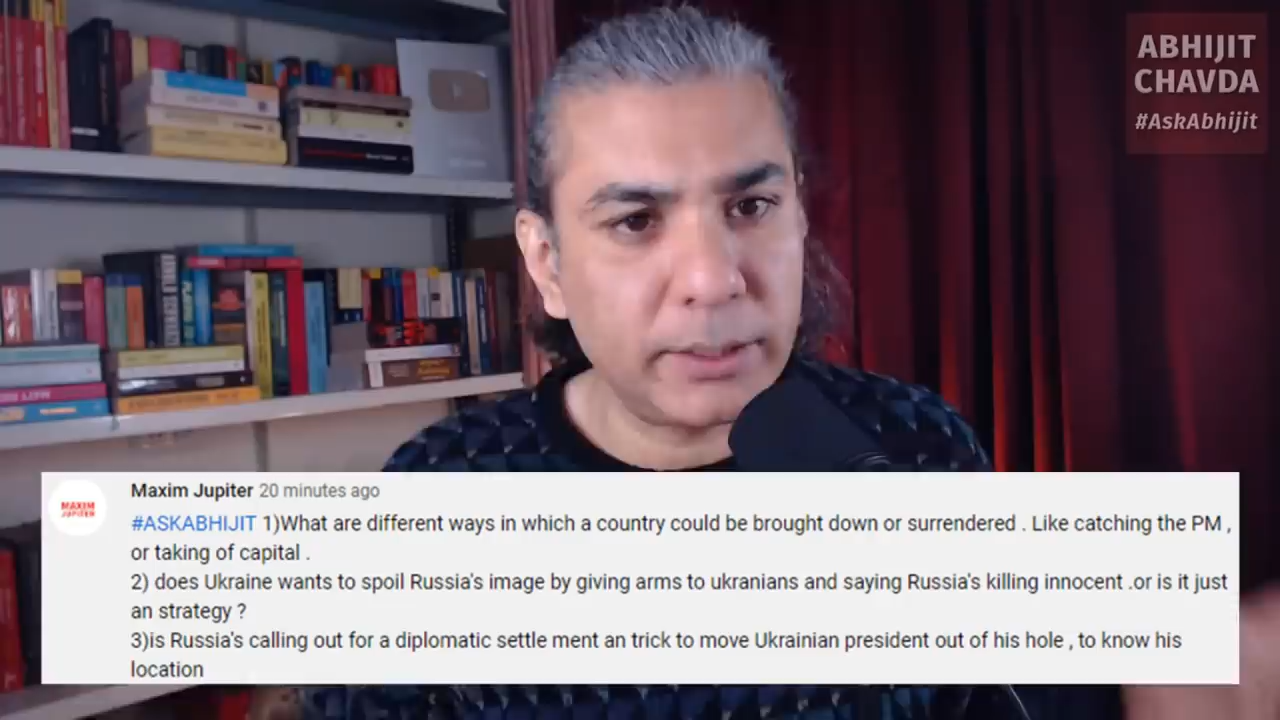 ABHIJIT
CHAVDA
#AskAbhijit
Maxim Jupiter 20 minutes ago
MAXIM
JUPITER
#ASKABHIJIT 1)What are different ways in which a country could be brought down or surrendered . Like catching the PM ,
or taking of capital .
2) does Ukraine wants to spoil Russia's image by giving arms to ukranians and saying Russia's killing innocent .or is it just
an strategy ?
3)is Russia's calling out for a diplomatic settle ment an trick to move Ukrainian president out of his hole , to know his
location